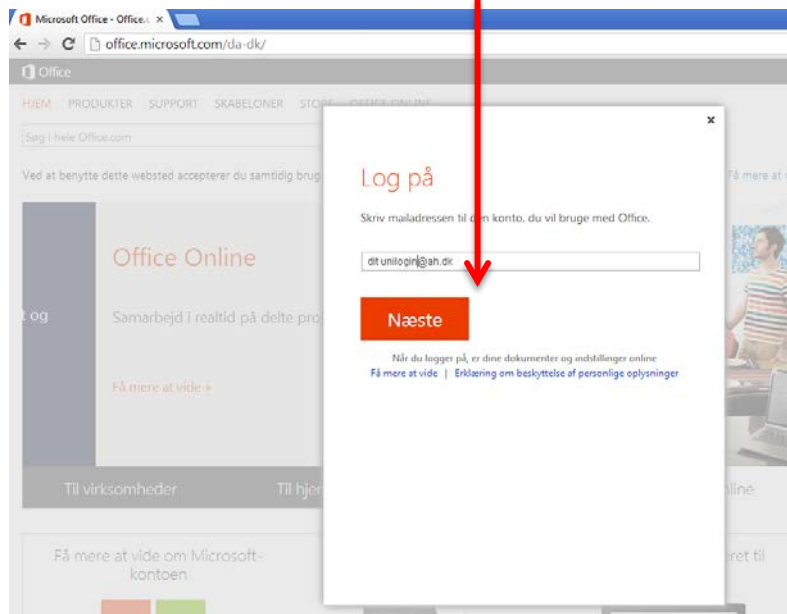 Microsoft Office - Office.c
office.microsoft.com/da-dk/
Office
HJEM PRODUKTER SUPPORT SKABELONER STORE OFFICE ONLINE
Søg i hele Office.com
Ved at benytte dette websted accepterer du samtidig brug
Få mere at v
Log på
Skriv mailadressen til den konto, du vil bruge med Office.
dit unilogin@ah.dk
Næste
Når du logger på, er dine dokumenter og indstillinger online
Få mere at vide | Erklæring om beskyttelse af personlige oplysninger
Office Online
t og
Samarbejd i realtid på delte pro
Få mere at vide »
Til virksomheder
Til hjer
nline
Få mere at vide om Microsoft-
kontoen
eret til